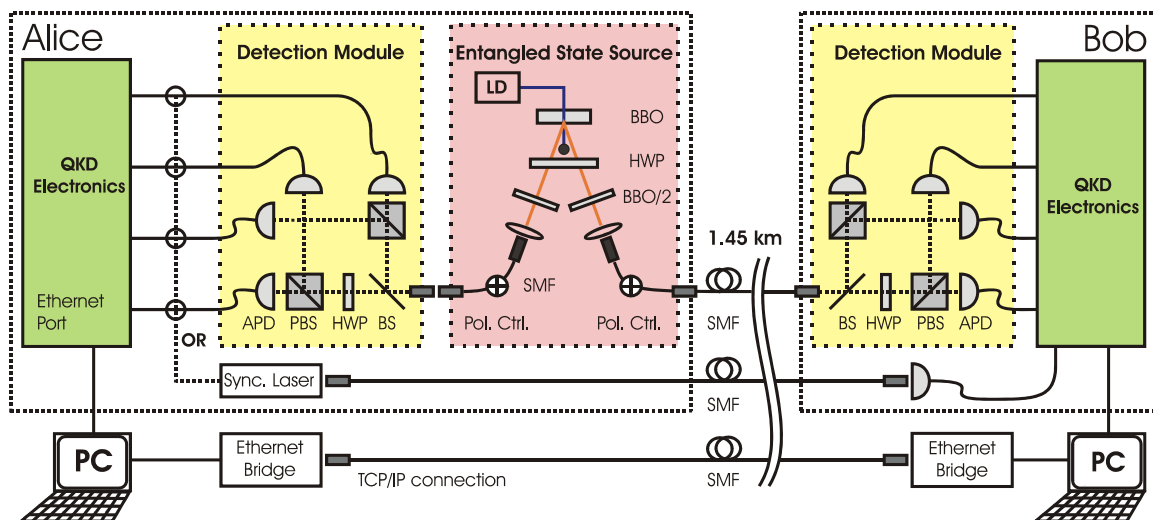 Alice
Bob
Detection Module
Entangled State Source
Detection Module
LD
BBO
HWP
BBO/2
QKD
Electronics
QKD
Electronics
1.45 km
SMF
Ethernet
Port
APD
PBS
HWP
BS
Pol. Ctrl.
Pol. Ctrl.
SMF
BS
HWP
PBS
APD
OR
Sync. Laser
SMF
PC
Ethernet
Bridge
TCP/IP connection
SMF
Ethernet
Bridge
PC